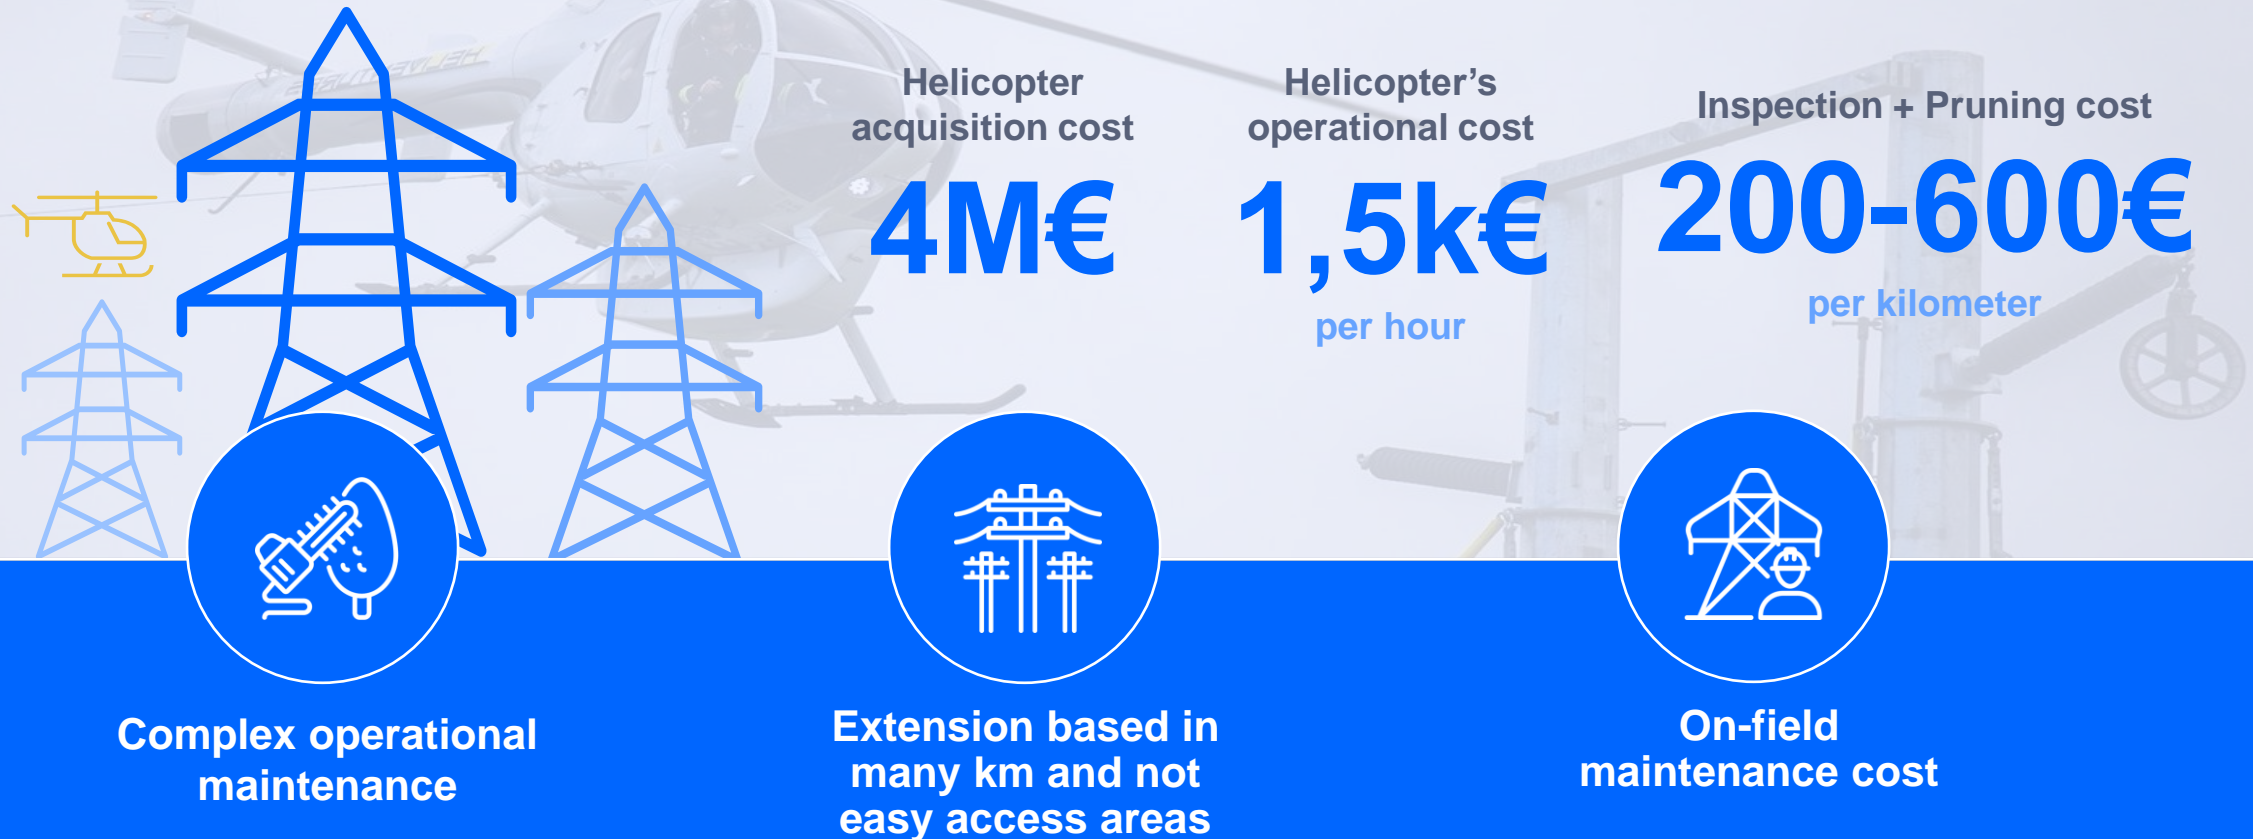 Helicopter
acquisition cost
4M€
Helicopter’s
operational cost
1,5k€
per hour
Inspection + Pruning cost
200-600€
per kilometer
Complex operational
maintenance
Extension based in
many km and not
easy access areas
On-field
maintenance cost